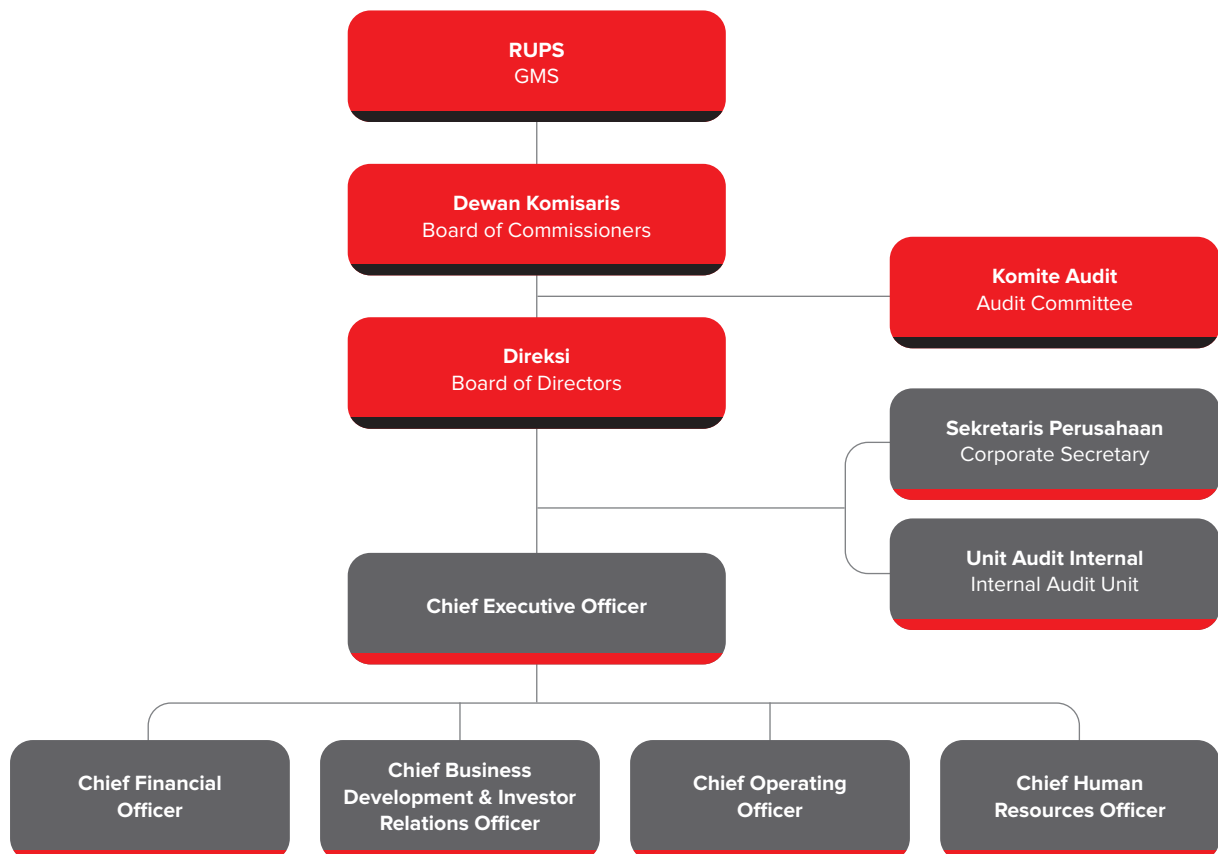 RUPS
GMS
Dewan Komisaris
Board of Commissioners
Komite Audit
Audit Committee
Direksi
Board of Directors
Sekretaris Perusahaan
Corporate Secretary
Unit Audit Internal
Internal Audit Unit
Chief Executive Officer
Chief Financial
Officer
Chief Business
Development & Investor
Relations Officer
Chief Operating
Officer
Chief Human
Resources Officer